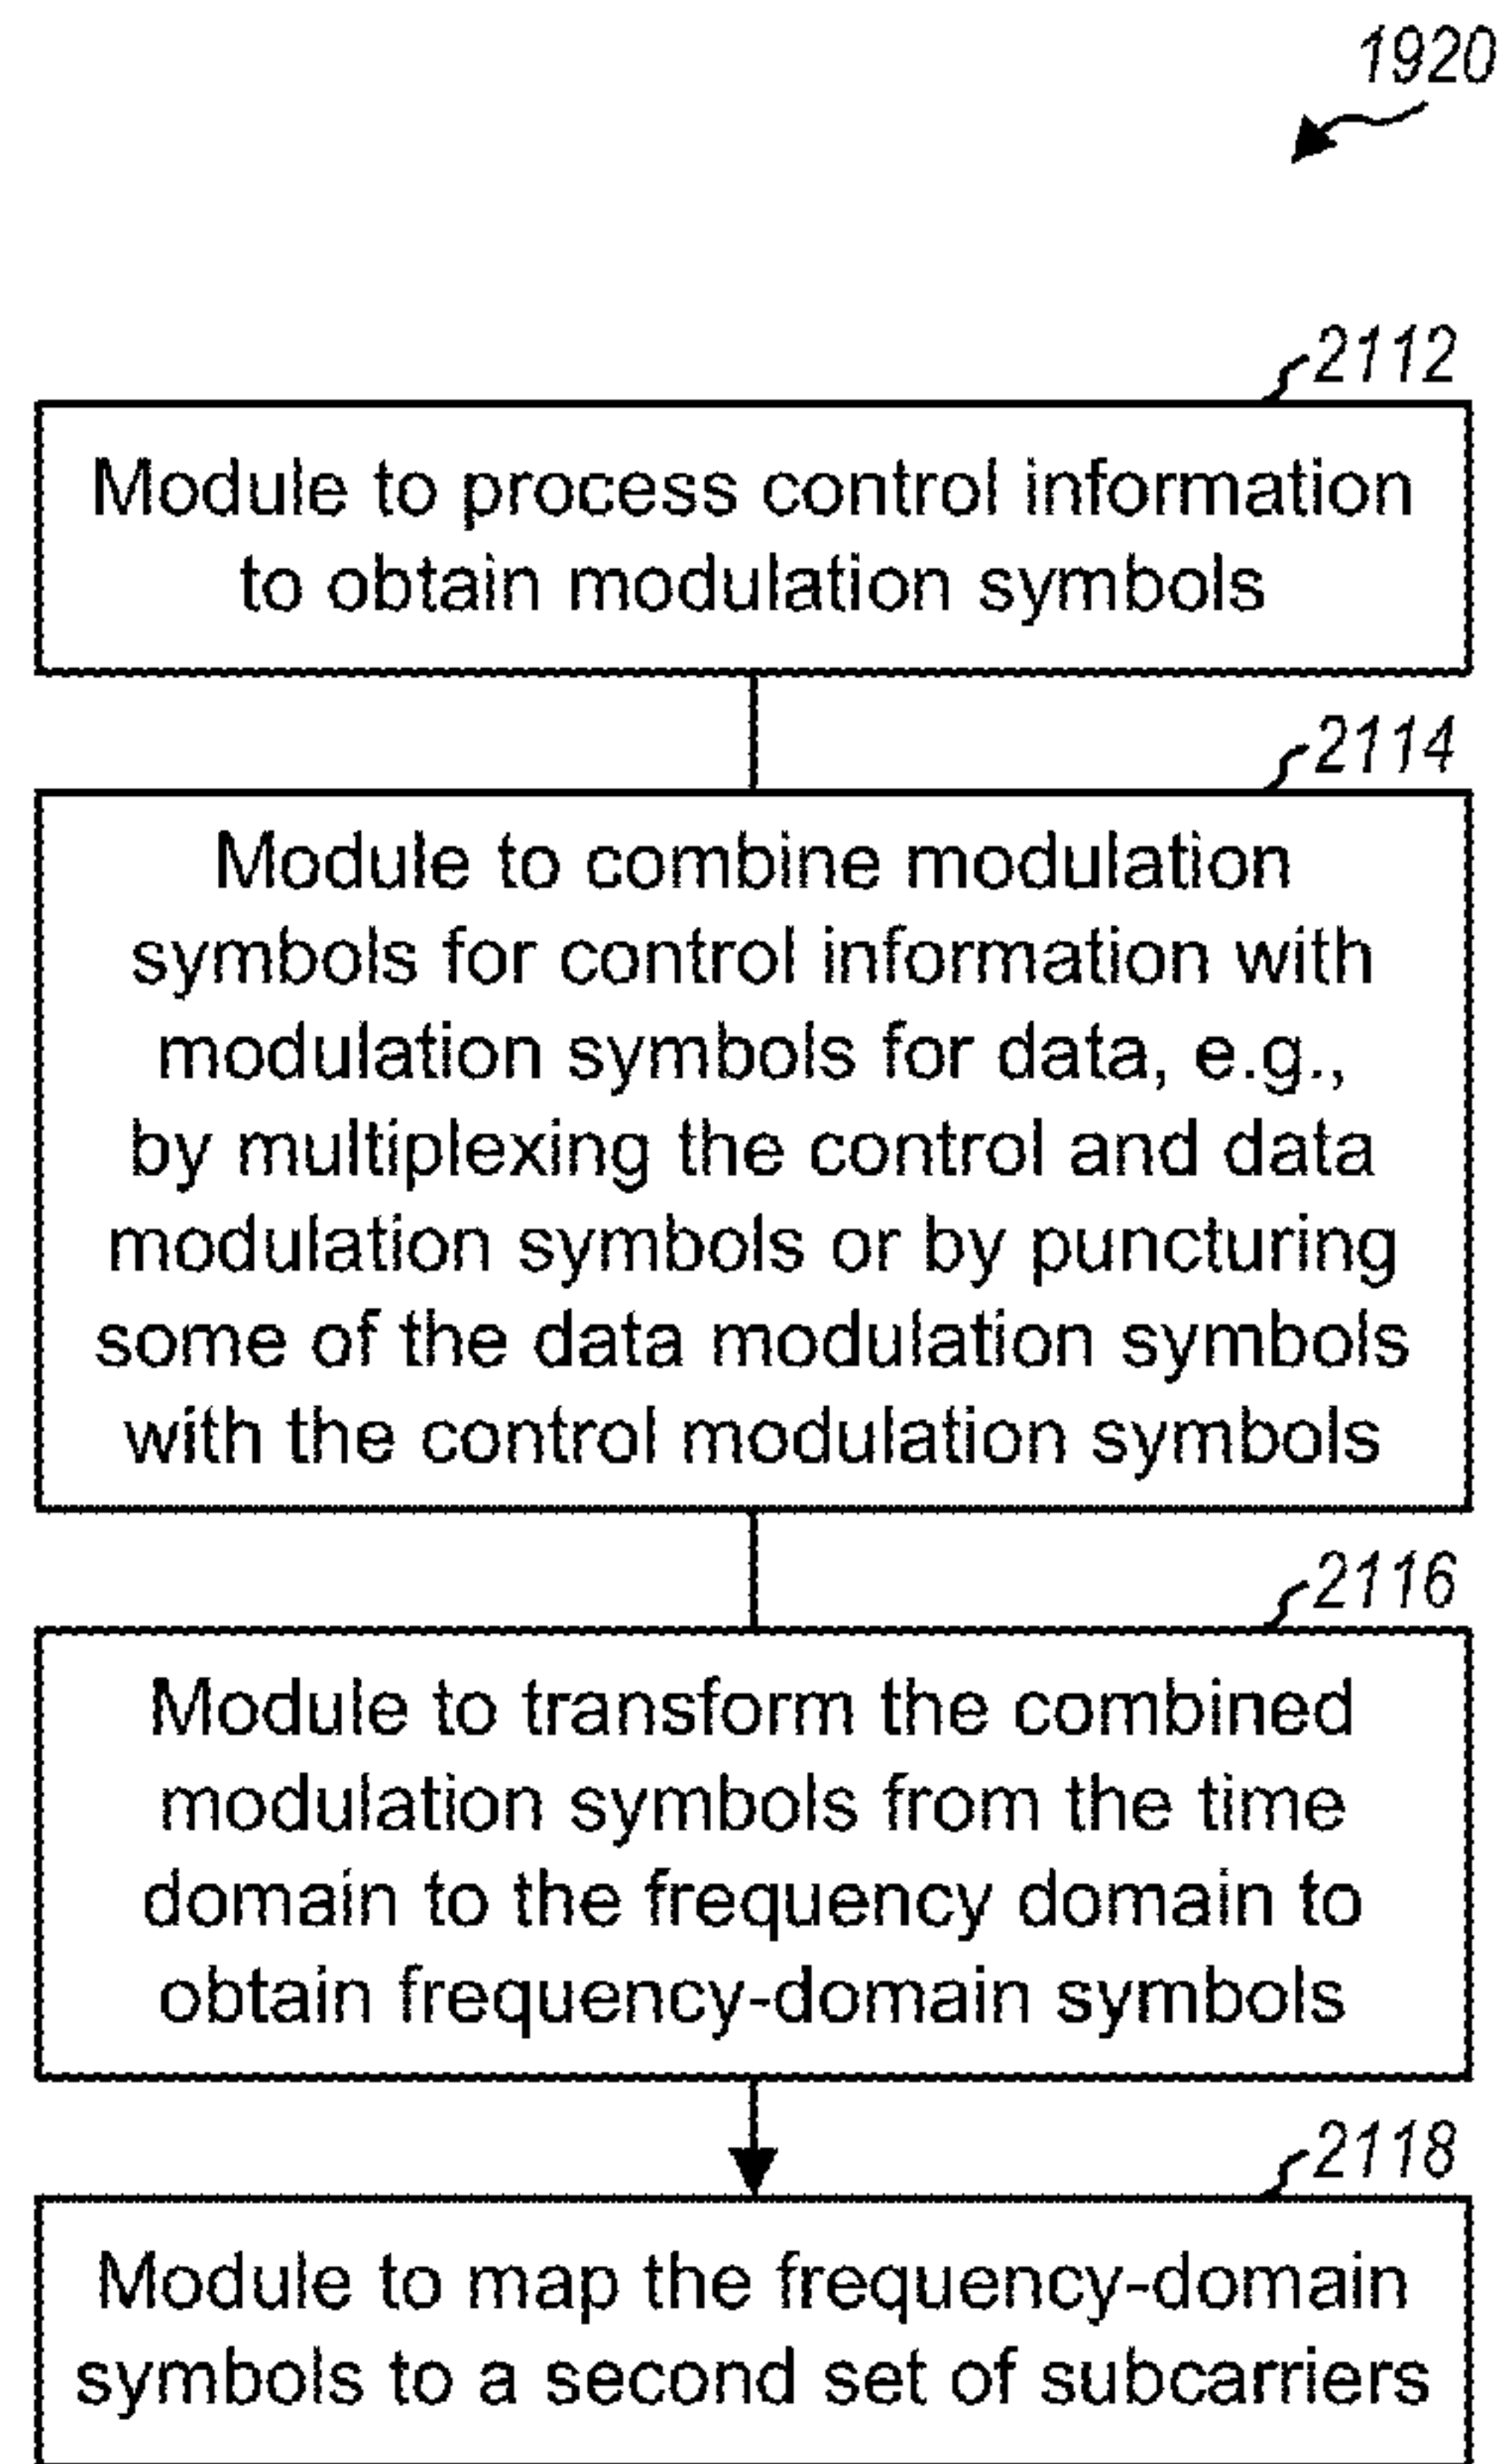 1920
2112
Module to process control information
to obtain modulation symbols
2114
Module to combine modulation
symbols for control information with
modulation symbols for data, e.g.,
by multiplexing the control and data
modulation symbols or by puncturing
some of the data modulation symbols
with the control modulation symbols
2116
Module to transform the combined
modulation symbols from the time
domain to the frequency domain to
obtain frequency-domain symbols
2118
Module to map the frequency-domain
symbols to a second set of subcarriers